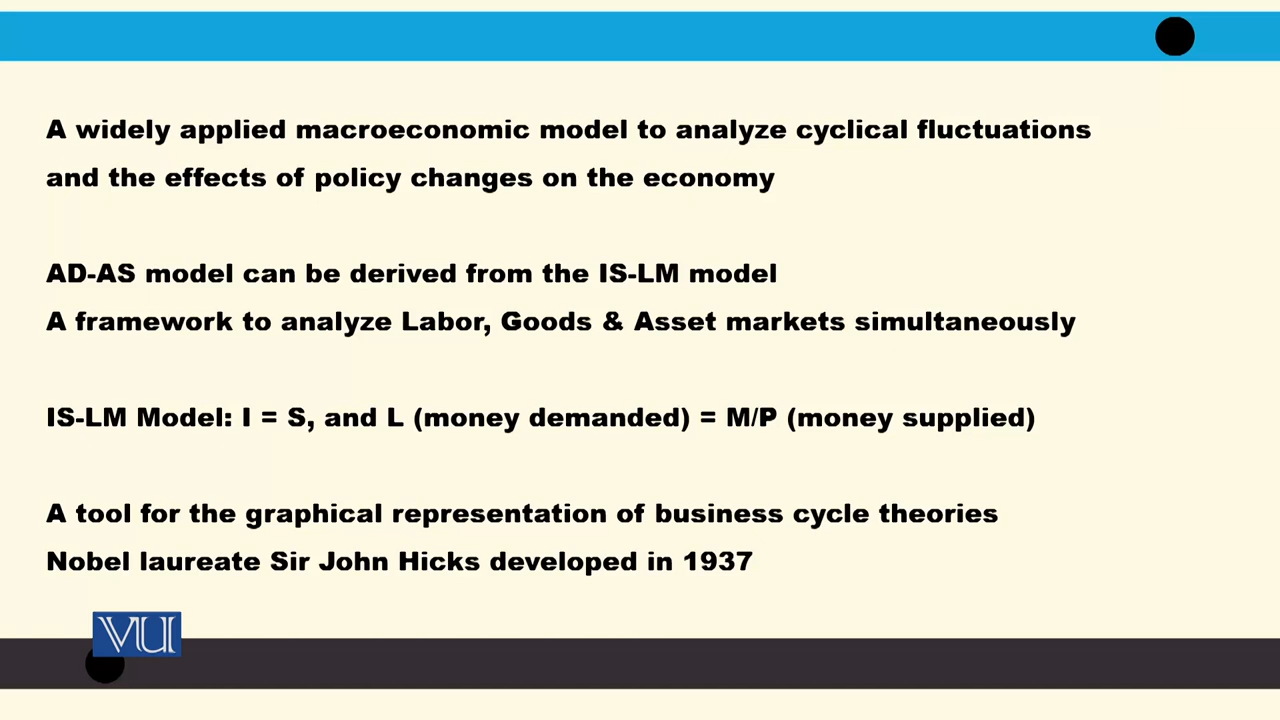 A widely applied macroeconomic model to analyze cyclical fluctuations
and the effects of policy changes on the economy
AD-AS model can be derived from the IS-LM model
A framework to analyze Labor, Goods & Asset markets simultaneously
IS-LM Model: I = S, and L (money demanded) = M/P (money supplied)
A tool for the graphical representation of business cycle theories
Nobel laureate Sir John Hicks developed in 1937
VU